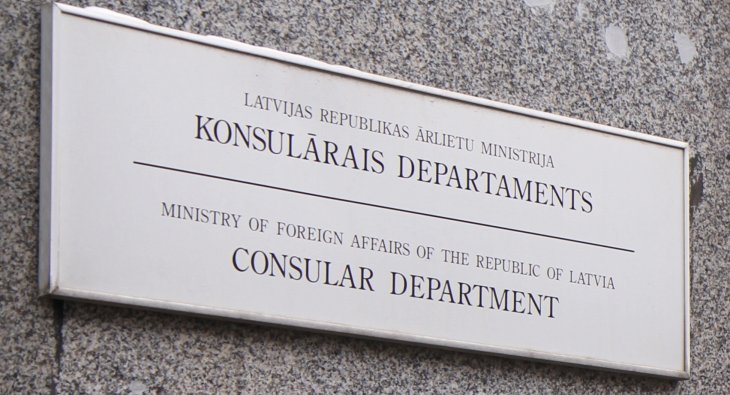 LATVIJAS REPUBLIKAS ĀRLIETU MINISTRIJA
KONSULĀRAIS DEPARTAMENTS
MINISTRY OF FOREIGN AFFAIRS OF THE REPUBLIC OF LATVIA
CONSULAR DEPARTMENT